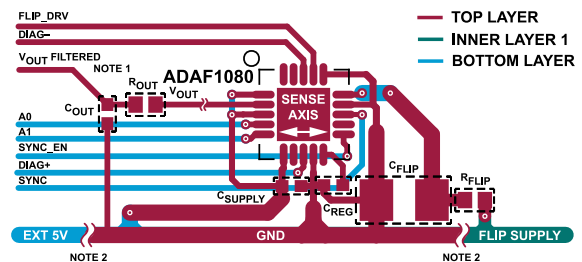 FLIP_DRV
DIAG–
VOUT FILTERED
NOTE 1
ROUT
COUT
VOUT
ADAF1080
SENSE
AXIS
TOP LAYER
INNER LAYER 1
BOTTOM LAYER
A0
A1
SYNC_EN
DIAG+
SYNC
CSUPPLY
CREG
CFLIP
RFLIP
EXT 5V
GND
FLIP SUPPLY
NOTE 2
NOTE 2